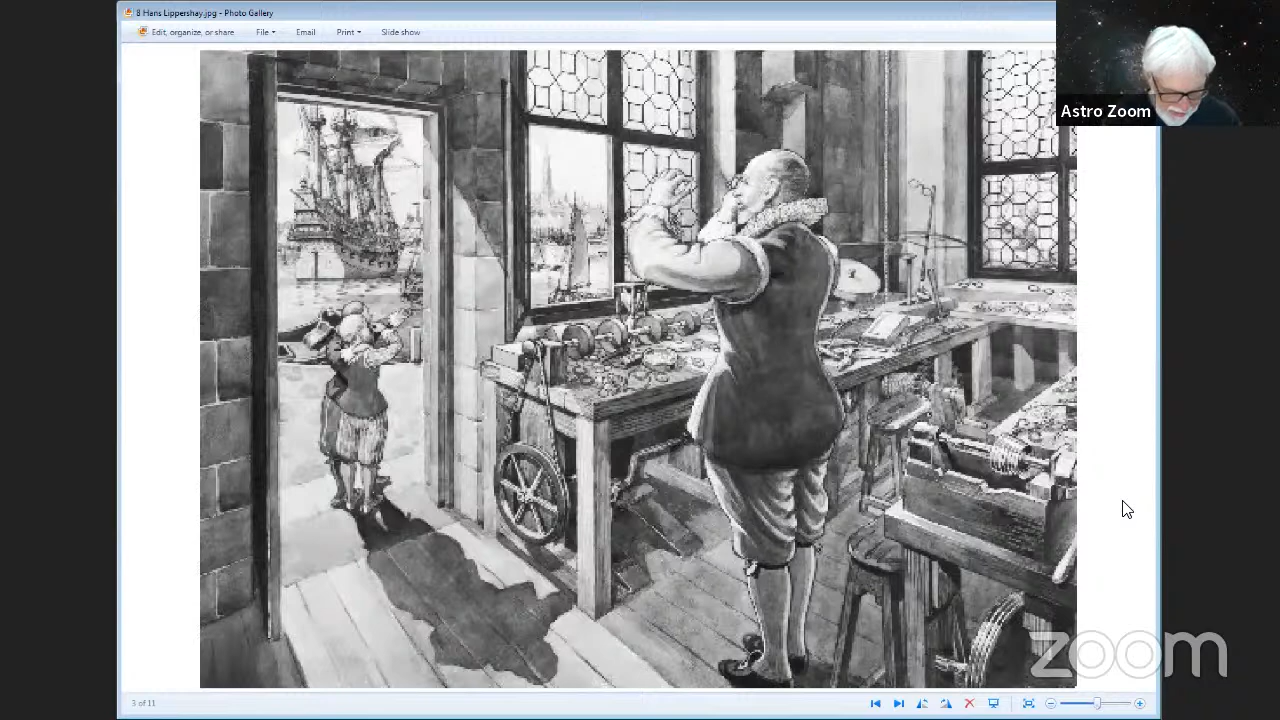 8 Hans Lippershay.jpg - Photo Gallery
Edit, organize, or share File Email Print Slide show
Astro Zoom
zoom
3 of 11